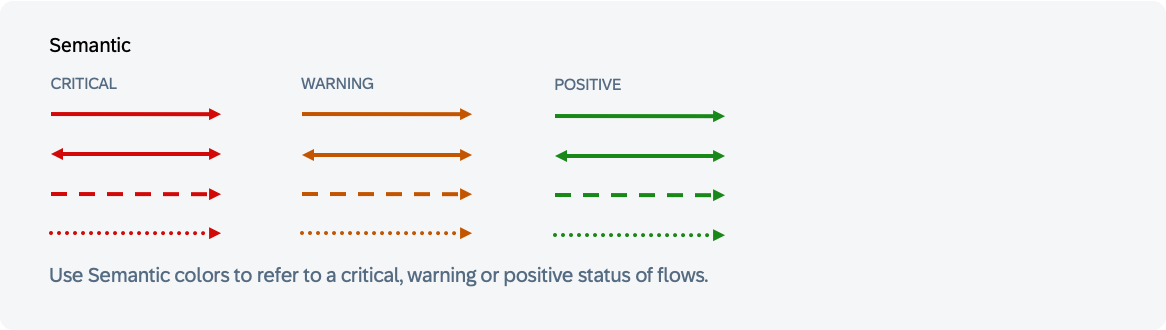 Semantic
CRITICAL
WARNING
POSITIVE
Use Semantic colors to refer to a critical, warning or positive status of flows.